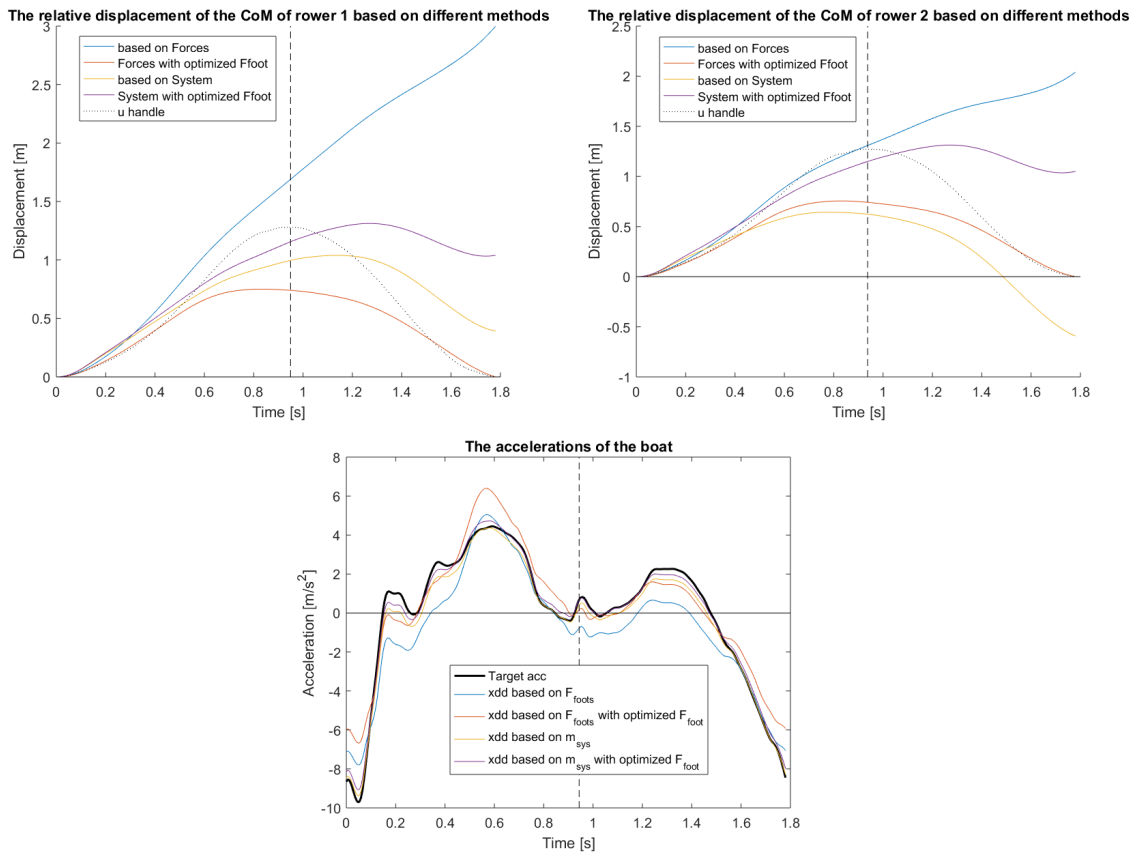 The relative displacement of the CoM of rower 1 based on different methods
3
2.5
2
1.5
1
0.5
0
Displacement [m]
based on Forces
Forces with optimized Ffoot
based on System
System with optimized Ffoot
u handle
0 0.2 0.4 0.6 0.8 1 1.2 1.4 1.6 1.8
Time [s]
The relative displacement of the CoM of rower 2 based on different methods
2.5
2
1.5
1
0.5
0
-0.5
-1
Displacement [m]
based on Forces
Forces with optimized Ffoot
based on System
System with optimized Ffoot
u handle
0 0.2 0.4 0.6 0.8 1 1.2 1.4 1.6 1.8
Time [s]
The accelerations of the boat
8
6
4
2
0
-2
-4
-6
-8
-10
Acceleration [m/s²]
Target acc
xdd based on F_foots
xdd based on F_foots with optimized F_foot
xdd based on m_sys
xdd based on m_sys with optimized F_foot
0 0.2 0.4 0.6 0.8 1 1.2 1.4 1.6 1.8
Time [s]